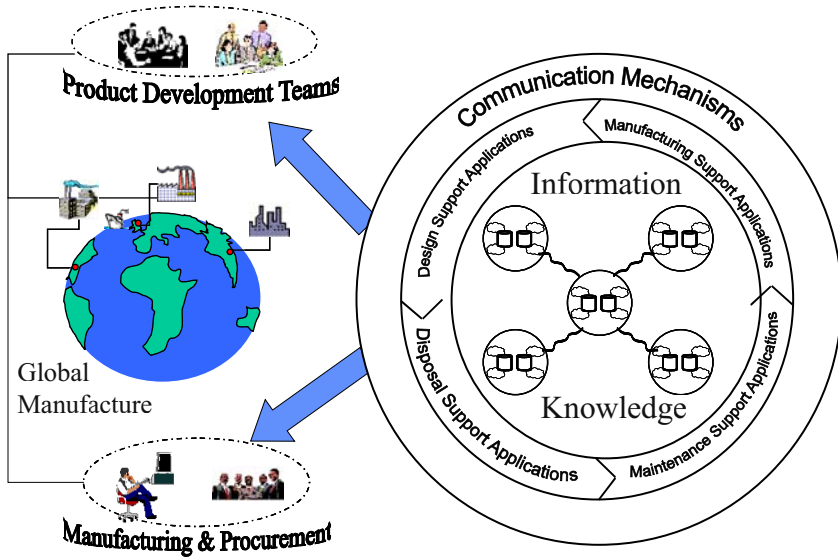 Product Development Teams
Global
Manufacture
Manufacturing & Procurement
Communication Mechanisms
Design Support Applications
Manufacturing Support Applications
Information
Knowledge
Disposal Support Applications
Maintenance Support Applications